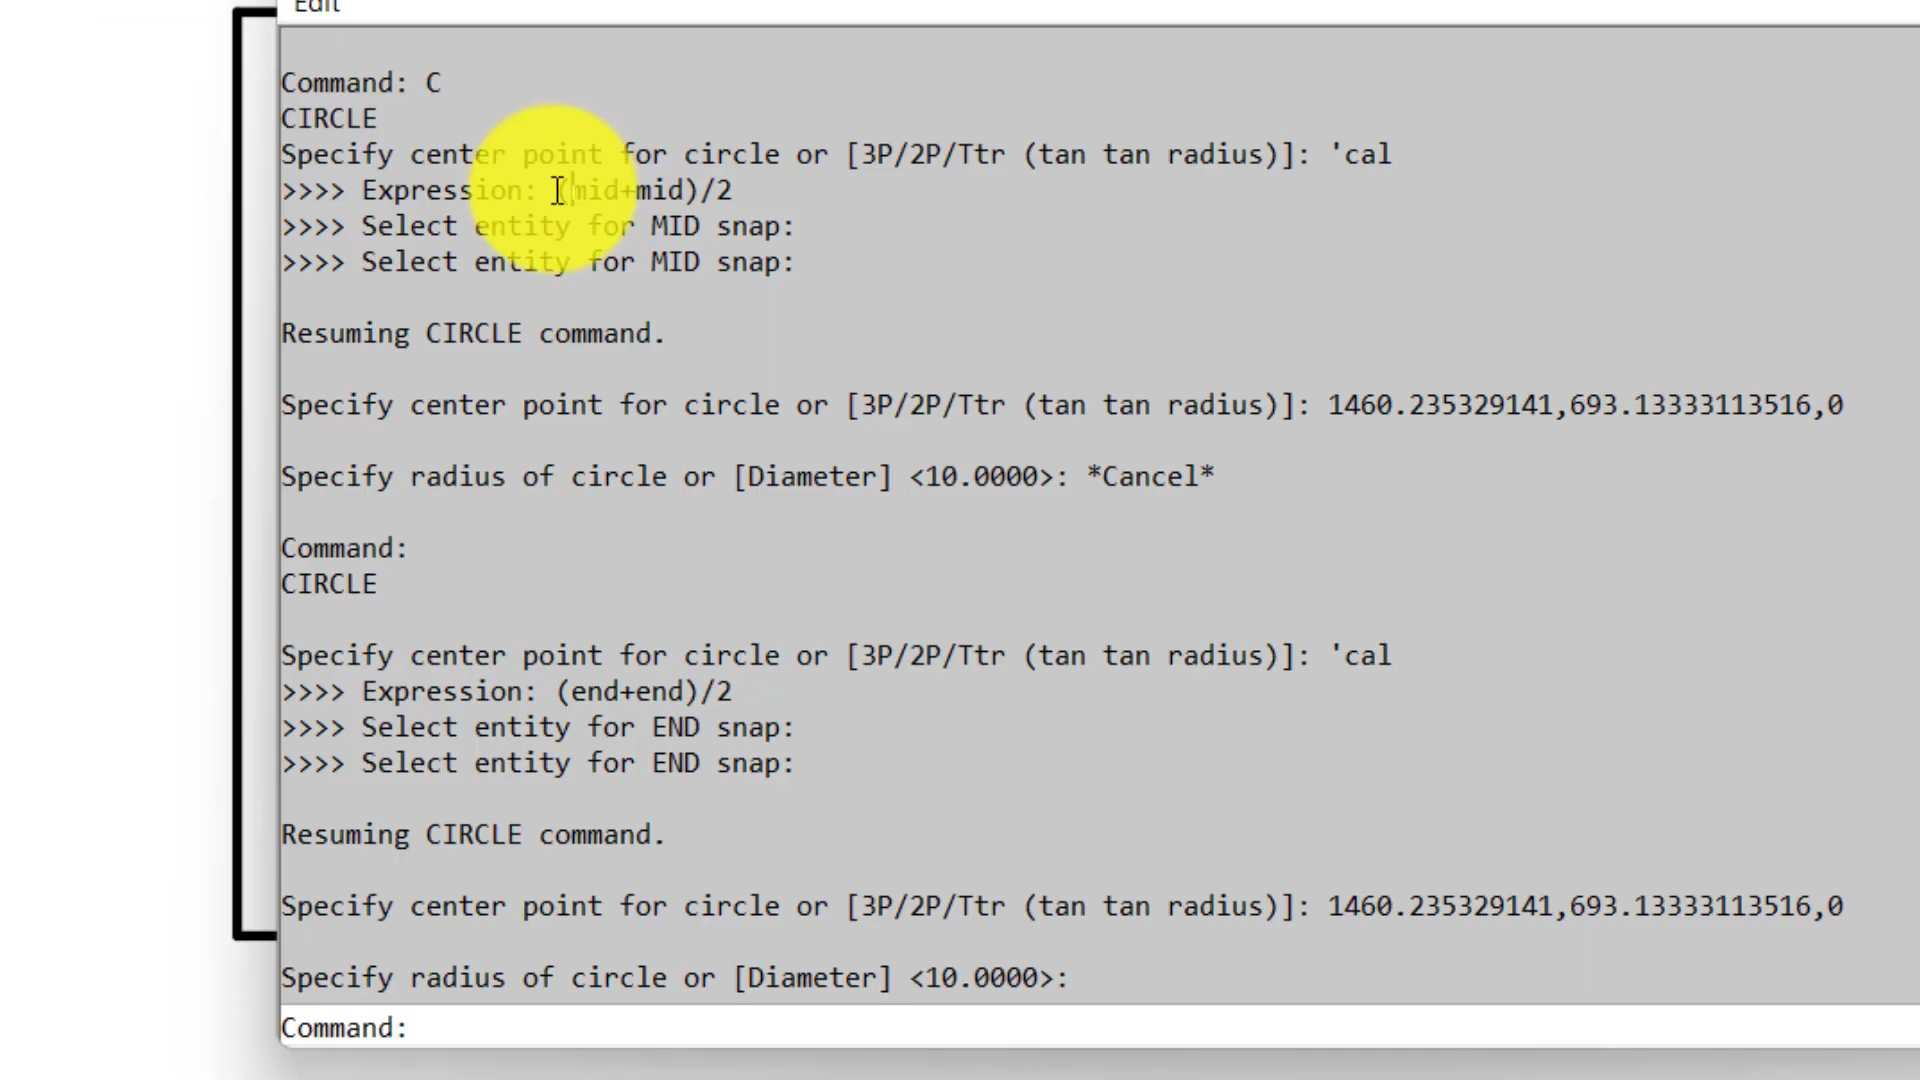 Edit
Command: C
CIRCLE
Specify center point for circle or [3P/2P/Ttr (tan tan radius)]: 'cal
>>>> Expression: (mid+mid)/2
>>>> Select entity for MID snap:
>>>> Select entity for MID snap:
Resuming CIRCLE command.
Specify center point for circle or [3P/2P/Ttr (tan tan radius)]: 1460.235329141,693.13333113516,0
Specify radius of circle or [Diameter] <10.0000>: *Cancel*
Command:
CIRCLE
Specify center point for circle or [3P/2P/Ttr (tan tan radius)]: 'cal
>>>> Expression: (end+end)/2
>>>> Select entity for END snap:
>>>> Select entity for END snap:
Resuming CIRCLE command.
Specify center point for circle or [3P/2P/Ttr (tan tan radius)]: 1460.235329141,693.13333113516,0
Specify radius of circle or [Diameter] <10.0000>:
Command: